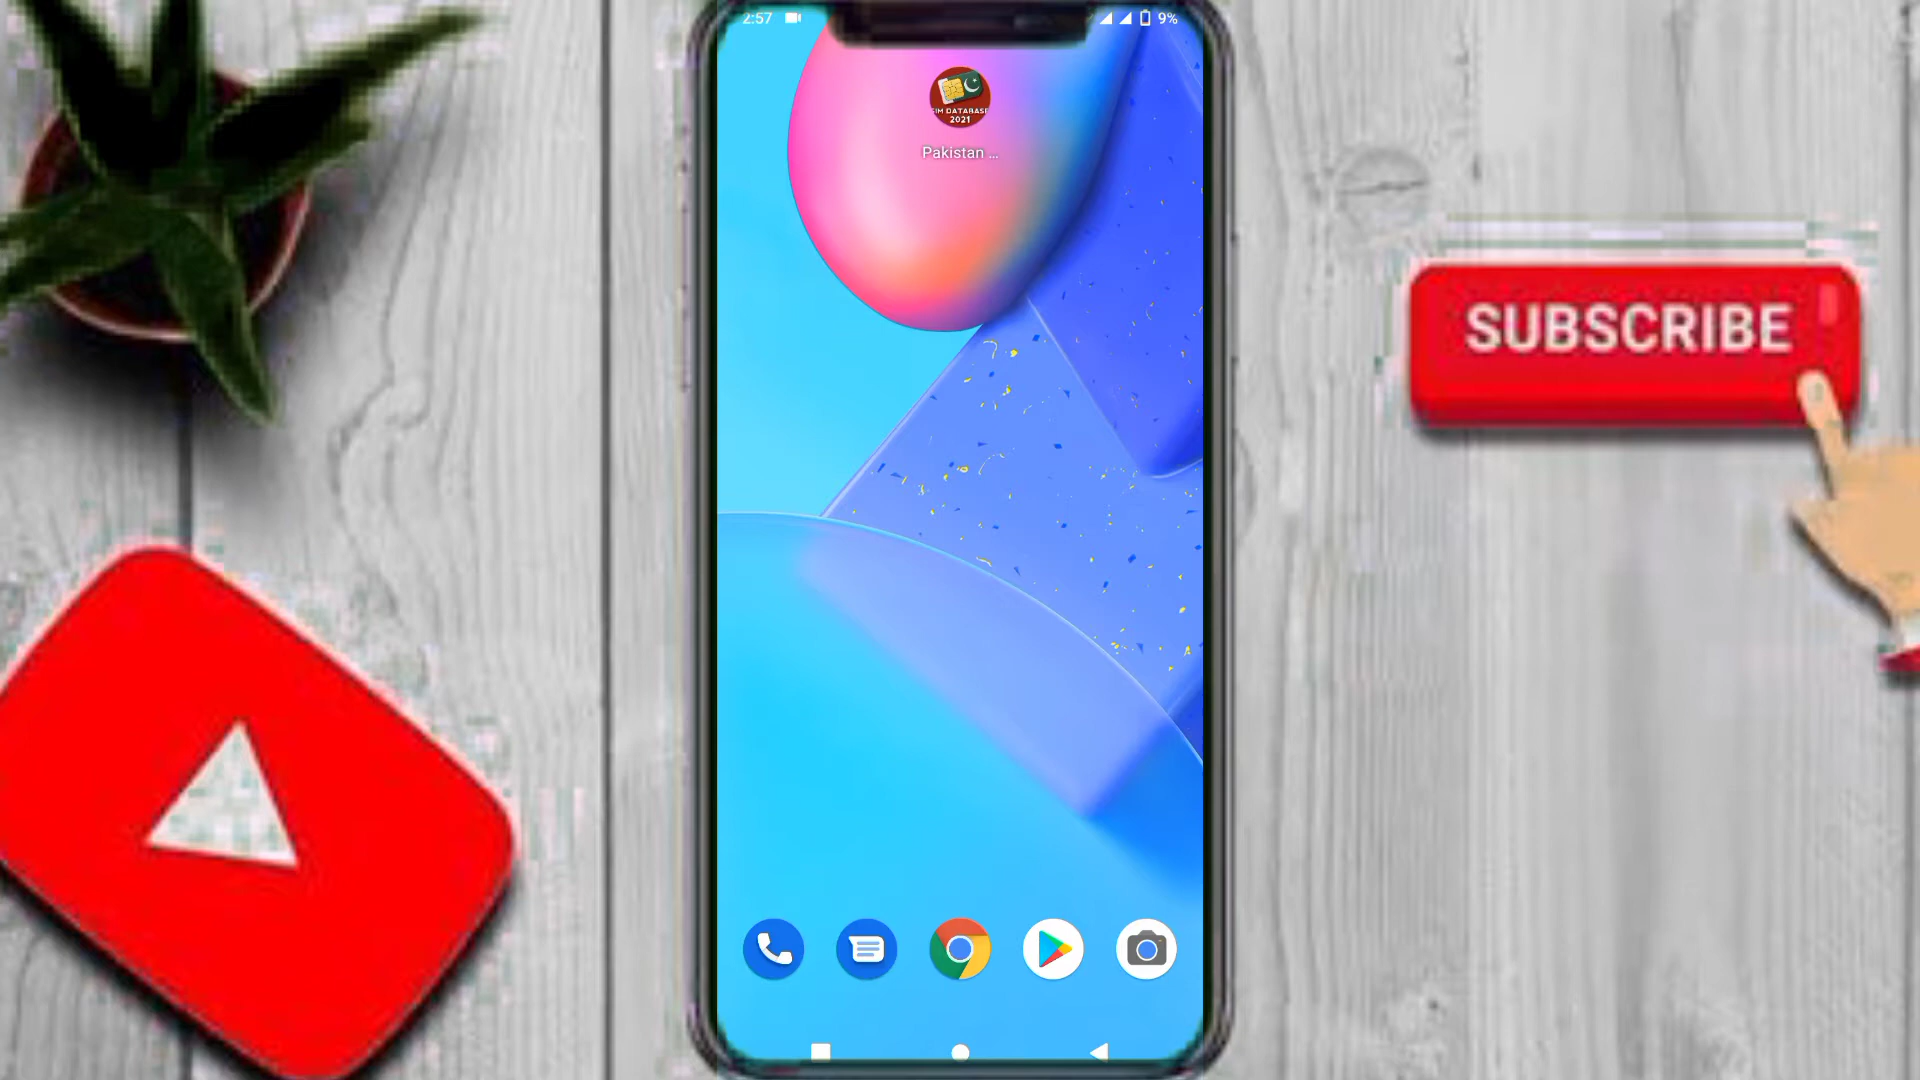 2:57
9%
SIM DATABASE
2021
Pakistan ...
SUBSCRIBE